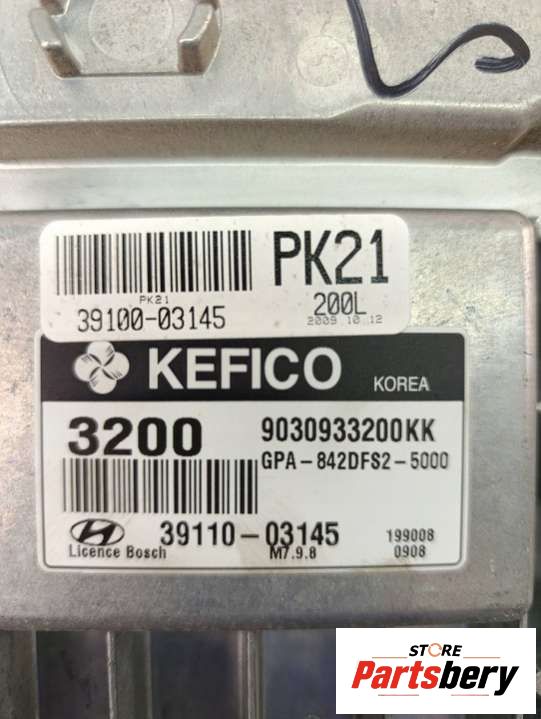 PK21
PK21
200L
39100-03145
2009.10.12
KEFICO
KOREA
3200
9030933200KK
GPA-842DFS2-5000
39110-03145
199008
Licence Bosch
M7.9.8
0908
STORE
Partsbery